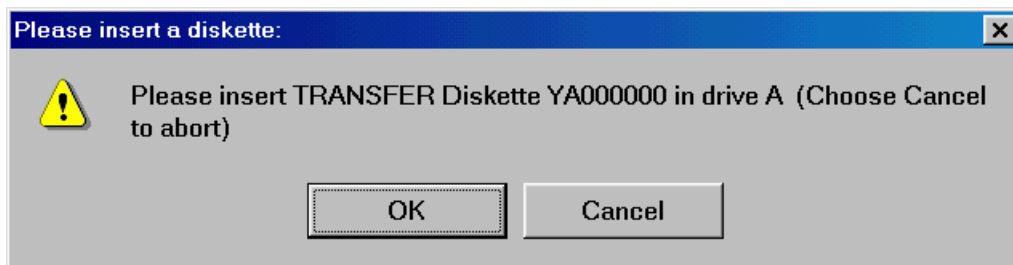 Please insert a diskette:
Please insert TRANSFER Diskette YA000000 in drive A  (Choose Cancel
to abort)
OK
Cancel